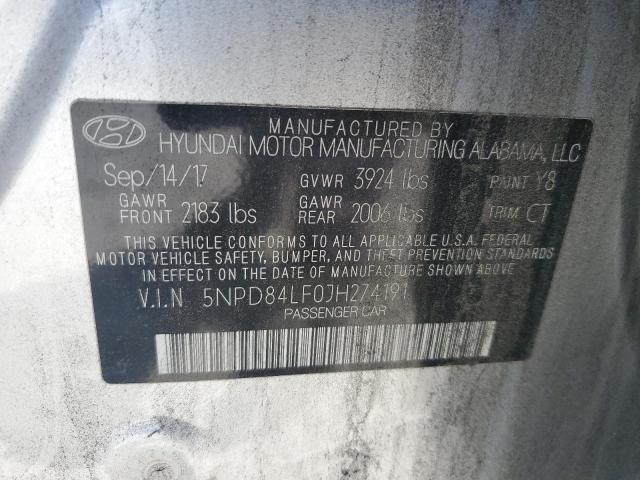 MANUFACTURED BY
HYUNDAI MOTOR MANUFACTURING ALABAMA, LLC
Sep/14/17 GVWR 3924 lbs PAINT Y8
GAWR FRONT 2183 lbs GAWR REAR 2006 lbs TRIM CT
THIS VEHICLE CONFORMS TO ALL APPLICABLE U.S.A. FEDERAL
MOTOR VEHICLE SAFETY, BUMPER, AND THEFT PREVENTION STANDARDS
IN EFFECT ON THE DATE OF MANUFACTURE SHOWN ABOVE.
V.I.N 5NPD84LF0JH274191
PASSENGER CAR